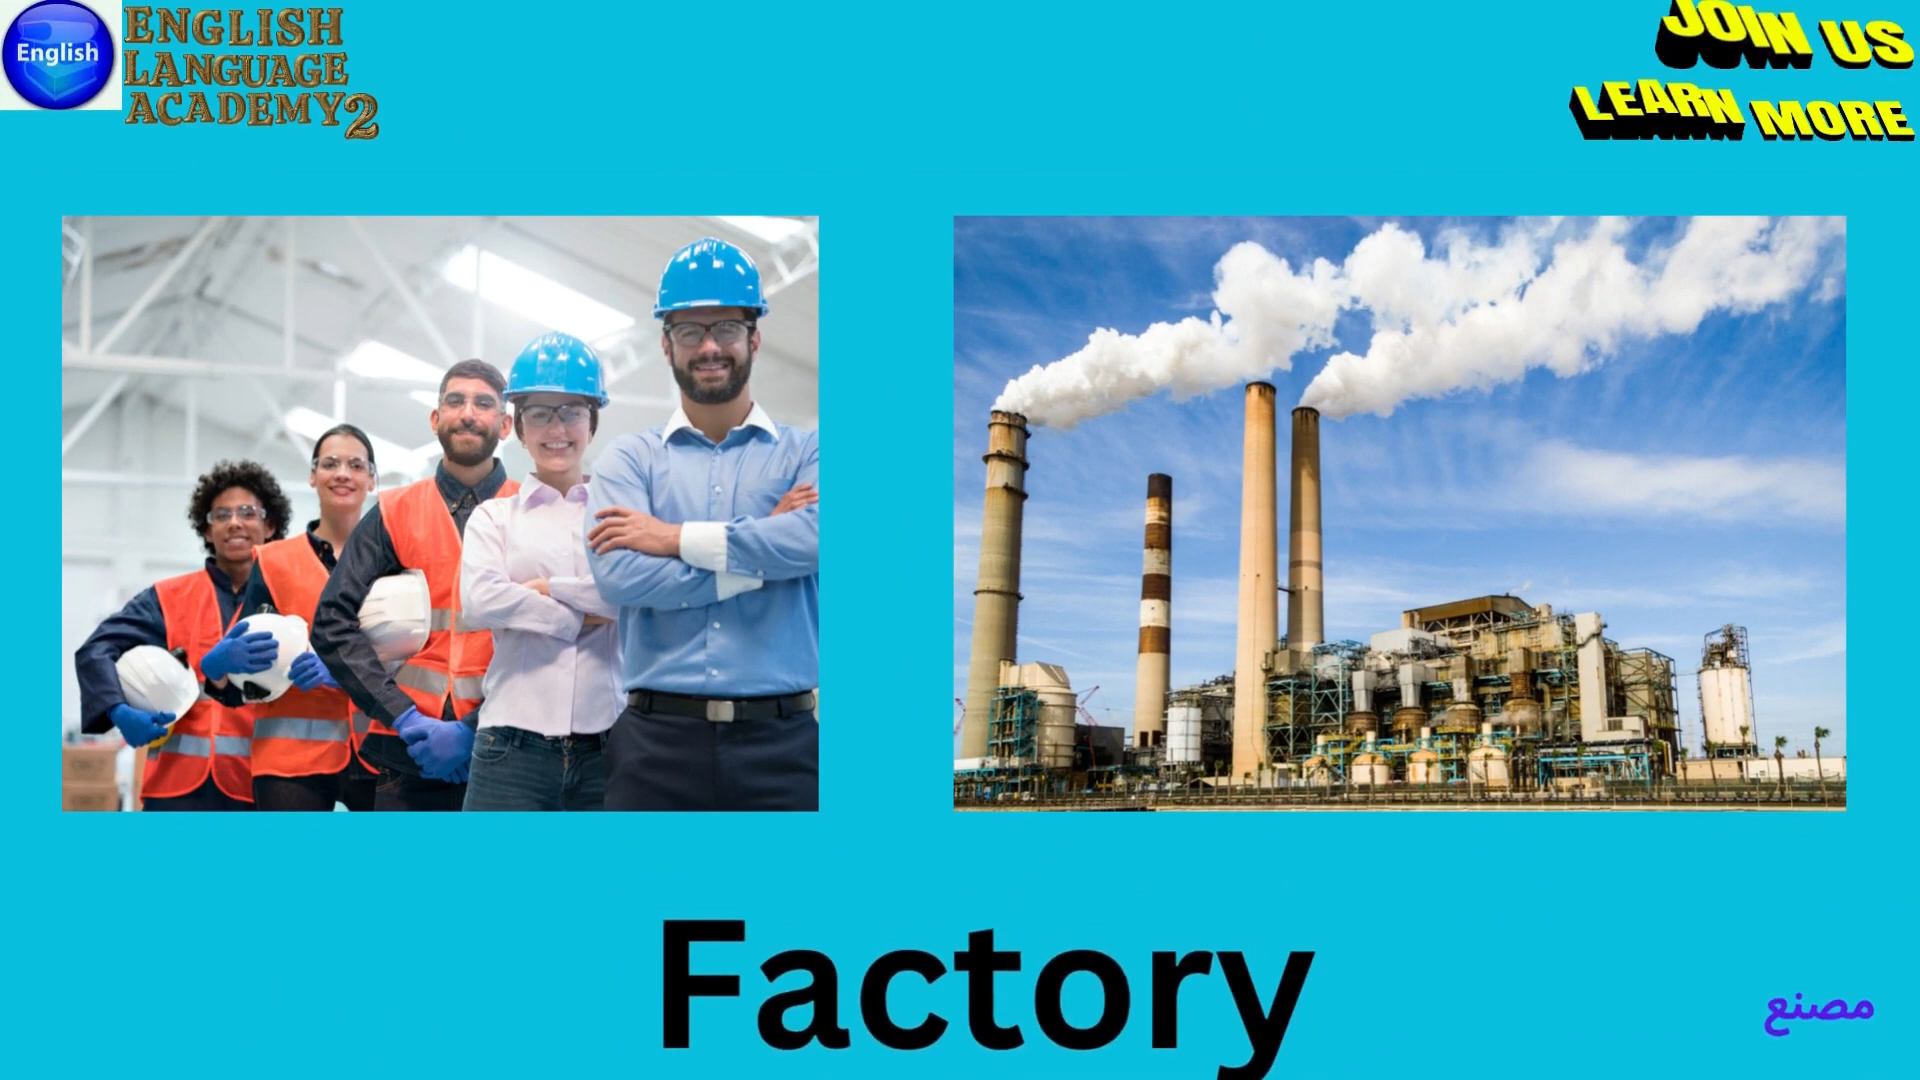 English
ENGLISH
LANGUAGE
ACADEMY2
JOIN US
LEARN MORE
Factory
مصنع